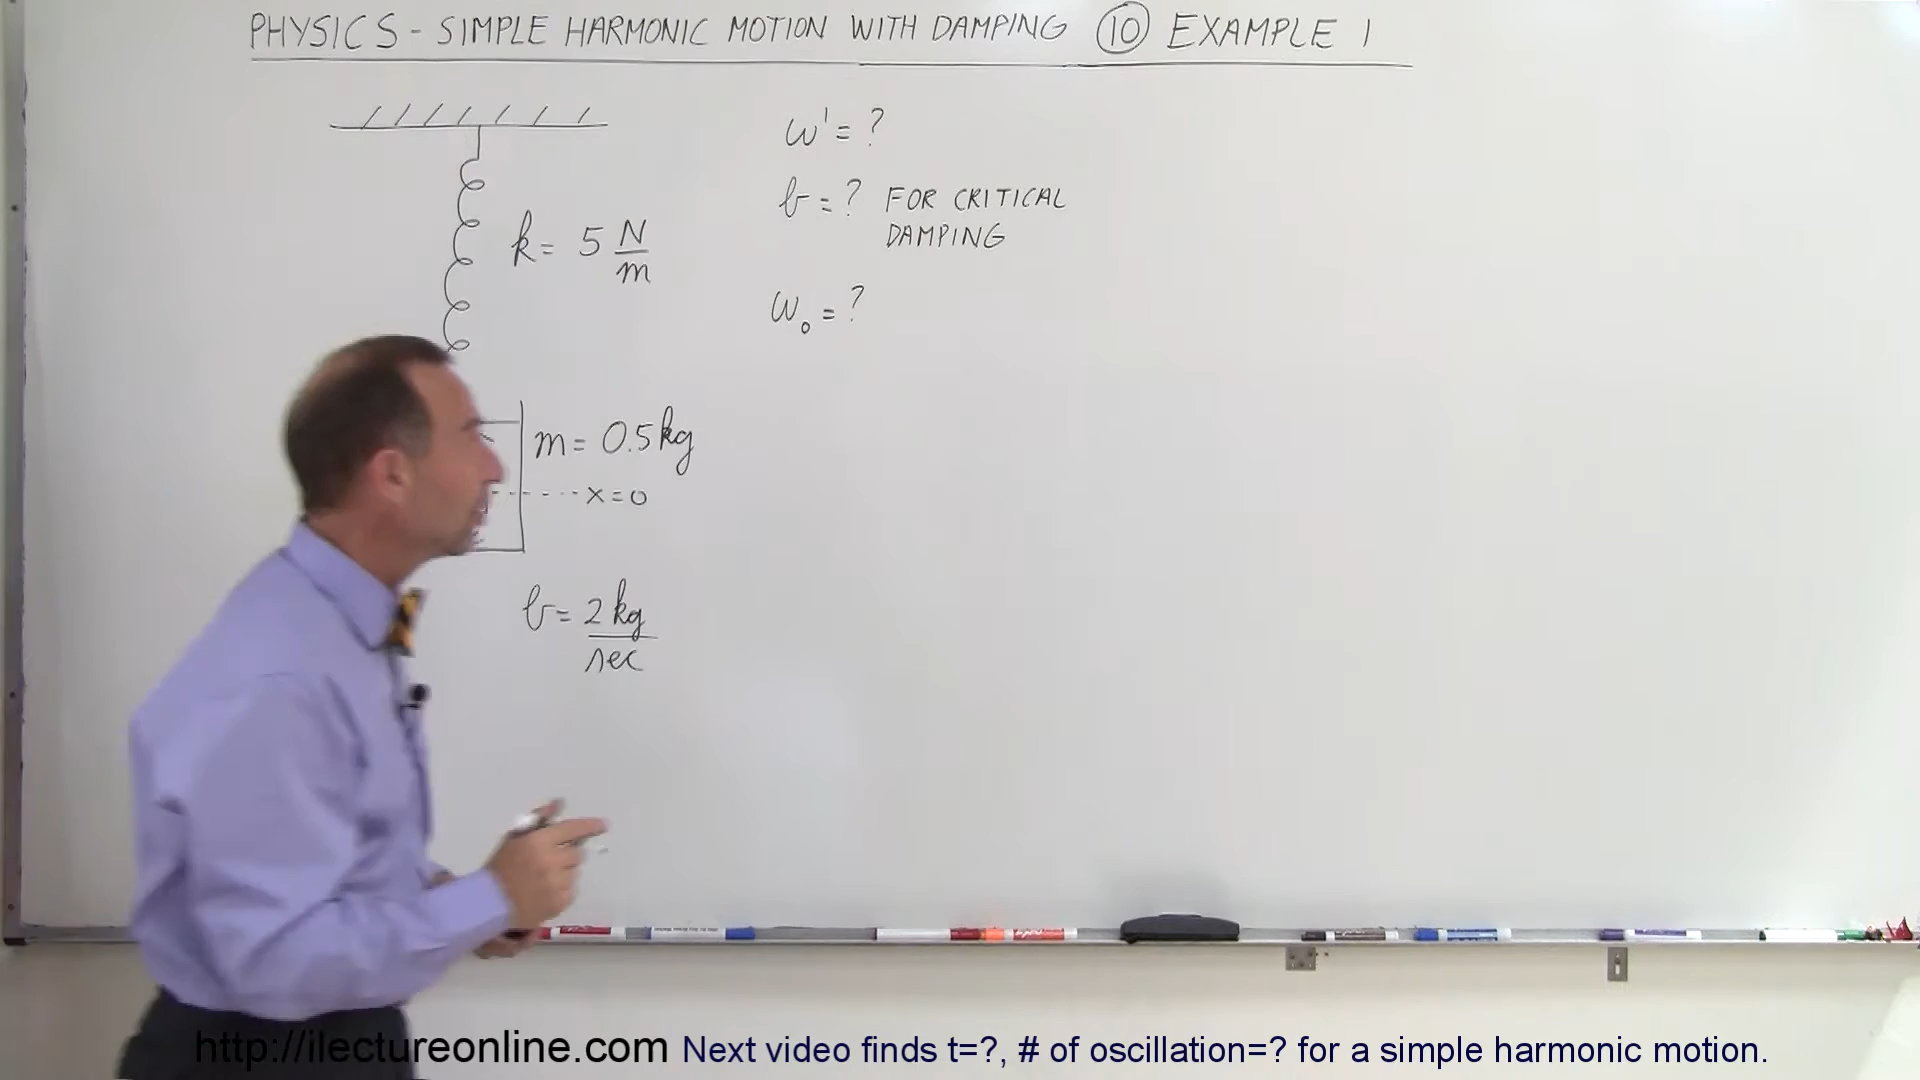 PHYSICS - SIMPLE HARMONIC MOTION WITH DAMPING ⑩ EXAMPLE 1
ω' = ?
b = ? FOR CRITICAL
DAMPING
k = 5 N/m
ω₀ = ?
m = 0.5 kg
x = 0
b = 2 kg/sec
http://ilectureonline.com Next video finds t=?, # of oscillation=? for a simple harmonic motion.